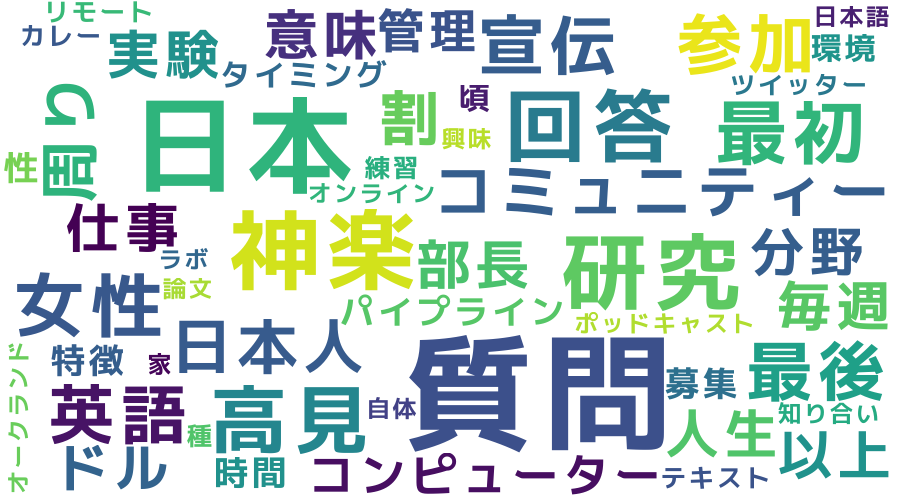 リモート
カレー
実験
意味
管理
宣伝
参加
日本語
環境
タイミング
ツイッター
周り
性
日本
割
頃
興味
回答
最初
練習
オンライン
コミュニティー
仕事
神楽
部長
研究
分野
ラボ
論文
女性
パイプライン
ポッドキャスト
毎週
日本人
特徴
家
質問
募集
最後
オークランド
英語
種
高見
自体
人生
知り合い
ドル
時間
コンピューター
テキスト
以上